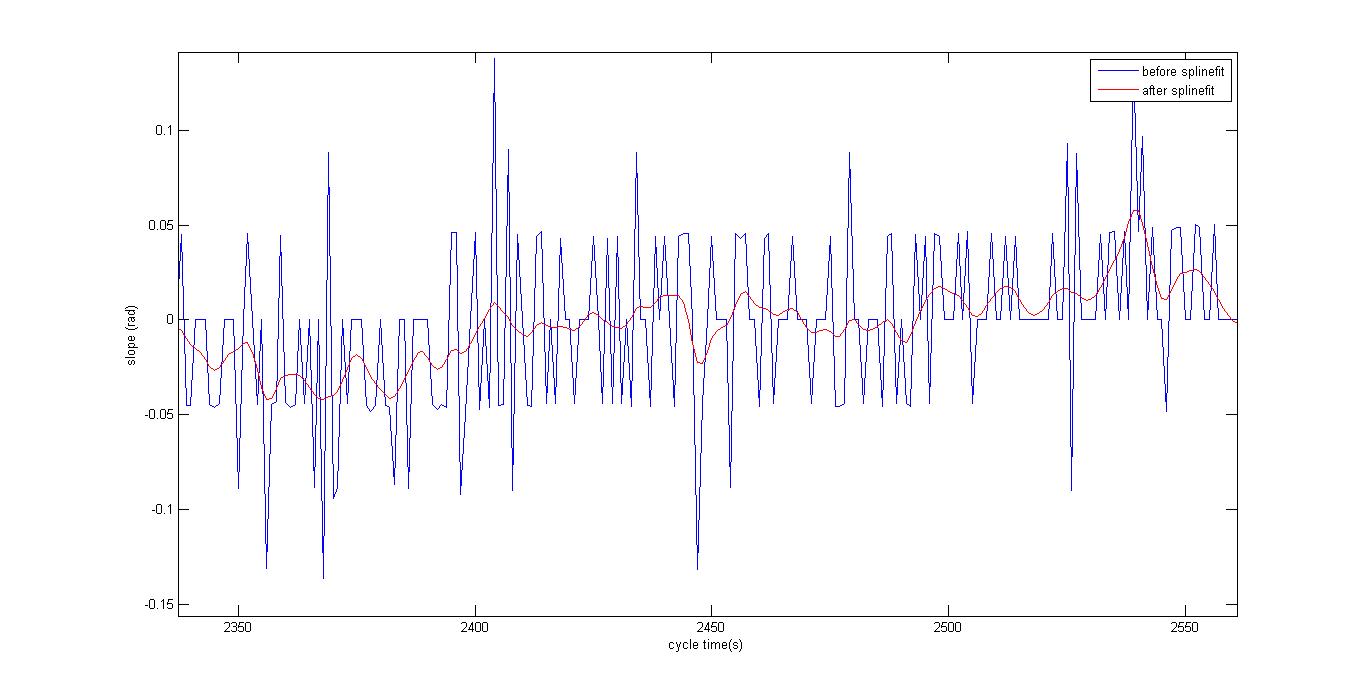 before splinefit
after splinefit
0.1
0.05
0
-0.05
-0.1
-0.15
slope (rad)
2350 2400 2450 2500 2550
cycle time(s)